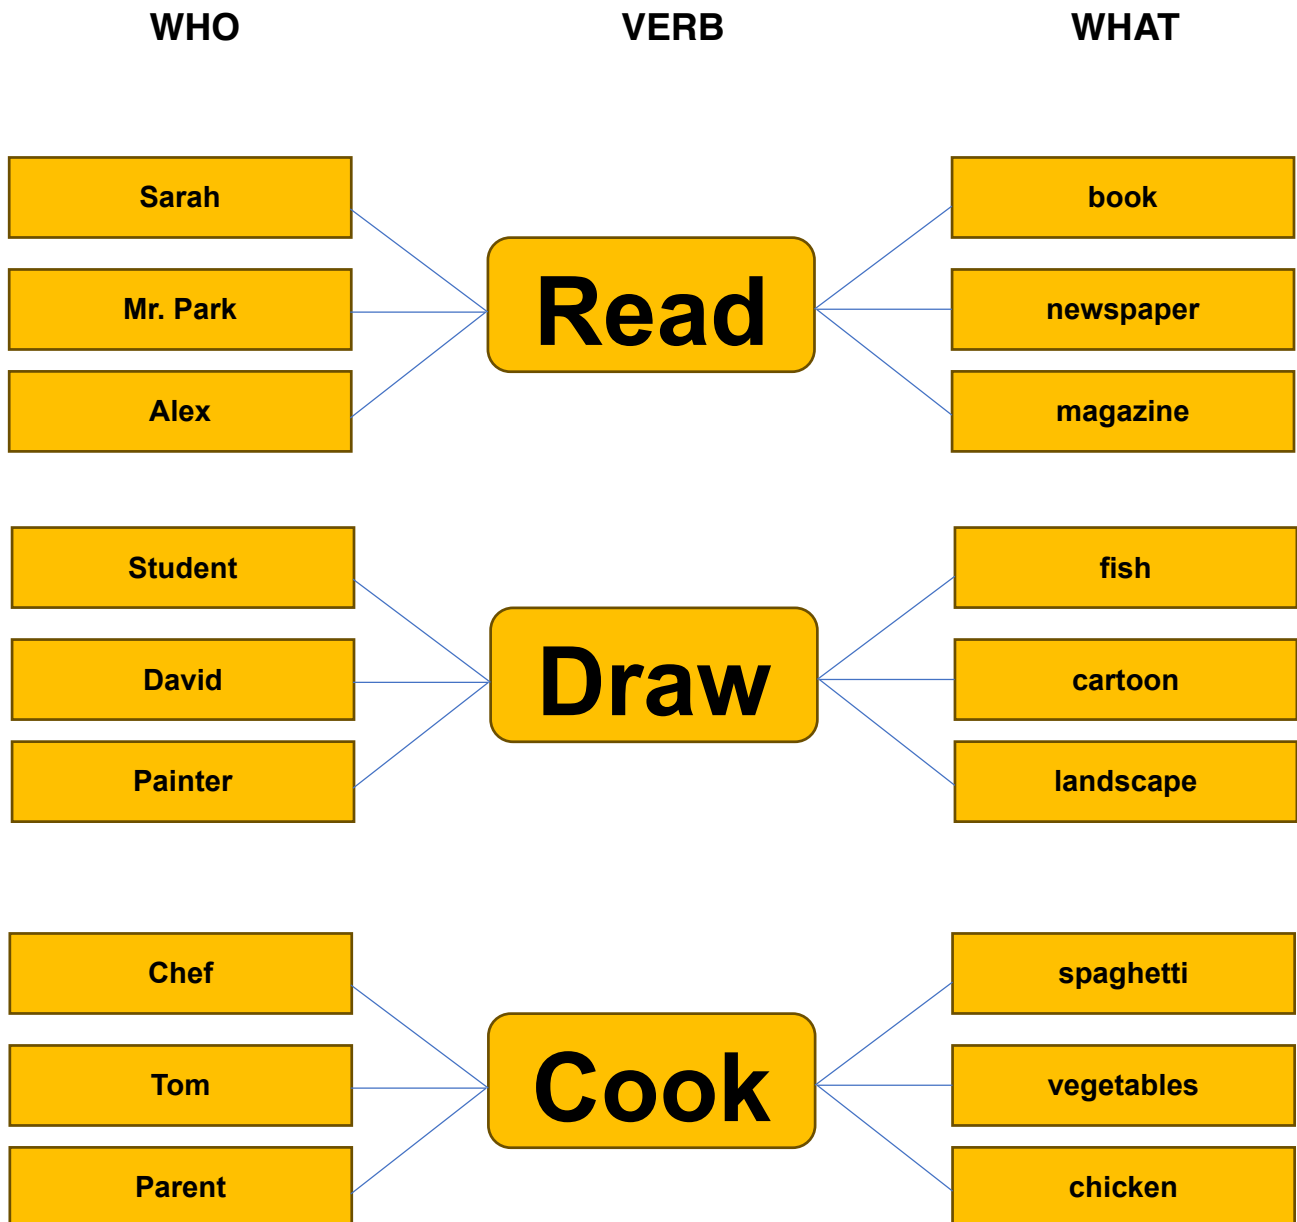 WHO VERB WHAT
Sarah book
Mr. Park Read newspaper
Alex magazine
Student fish
David Draw cartoon
Painter landscape
Chef spaghetti
Tom Cook vegetables
Parent chicken